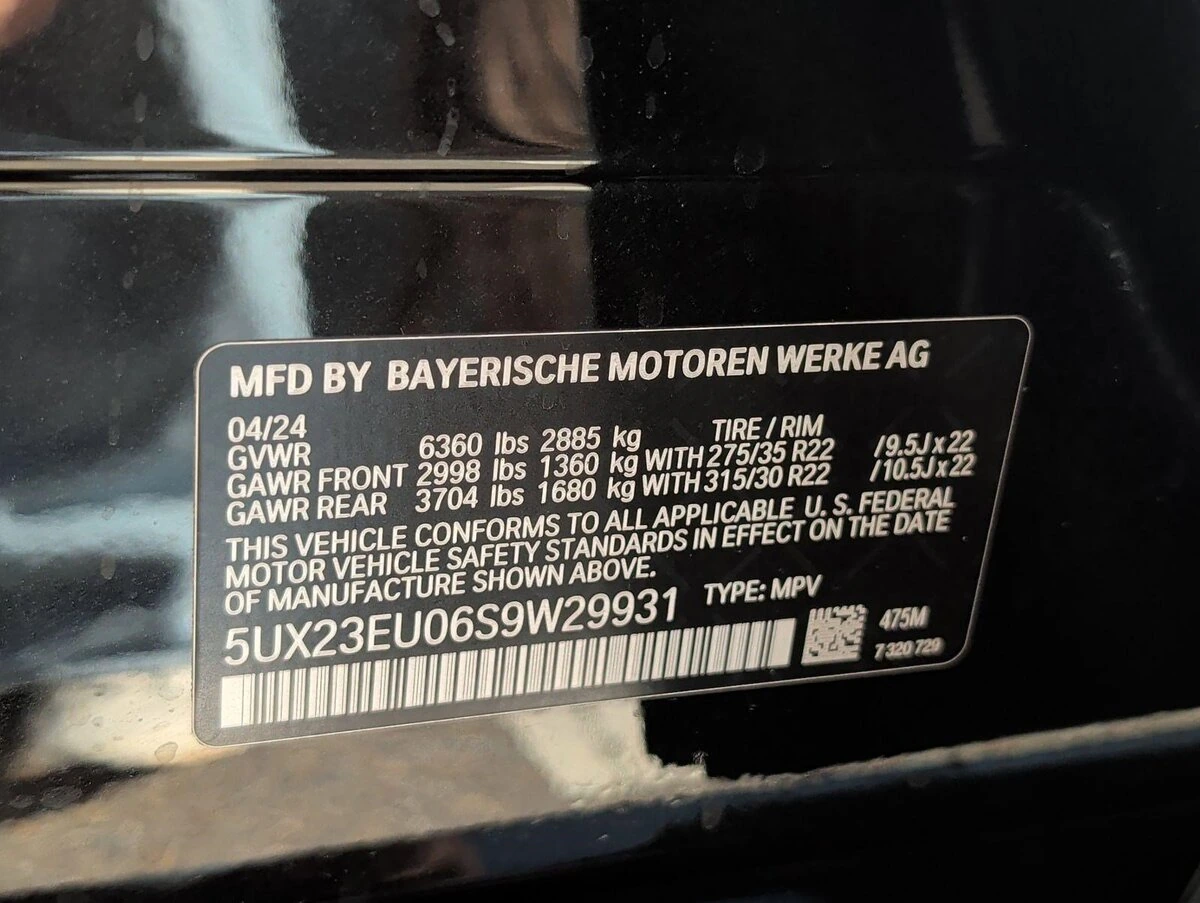 MFD BY BAYERISCHE MOTOREN WERKE AG
04/24 TIRE / RIM
GVWR 6360 lbs 2885 kg
GAWR FRONT 2998 lbs 1360 kg WITH 275/35 R22 /9.5J x 22
GAWR REAR 3704 lbs 1680 kg WITH 315/30 R22 /10.5J x 22
THIS VEHICLE CONFORMS TO ALL APPLICABLE U. S. FEDERAL
MOTOR VEHICLE SAFETY STANDARDS IN EFFECT ON THE DATE
OF MANUFACTURE SHOWN ABOVE.
5UX23EU06S9W29931 TYPE: MPV
475M
7 320 729